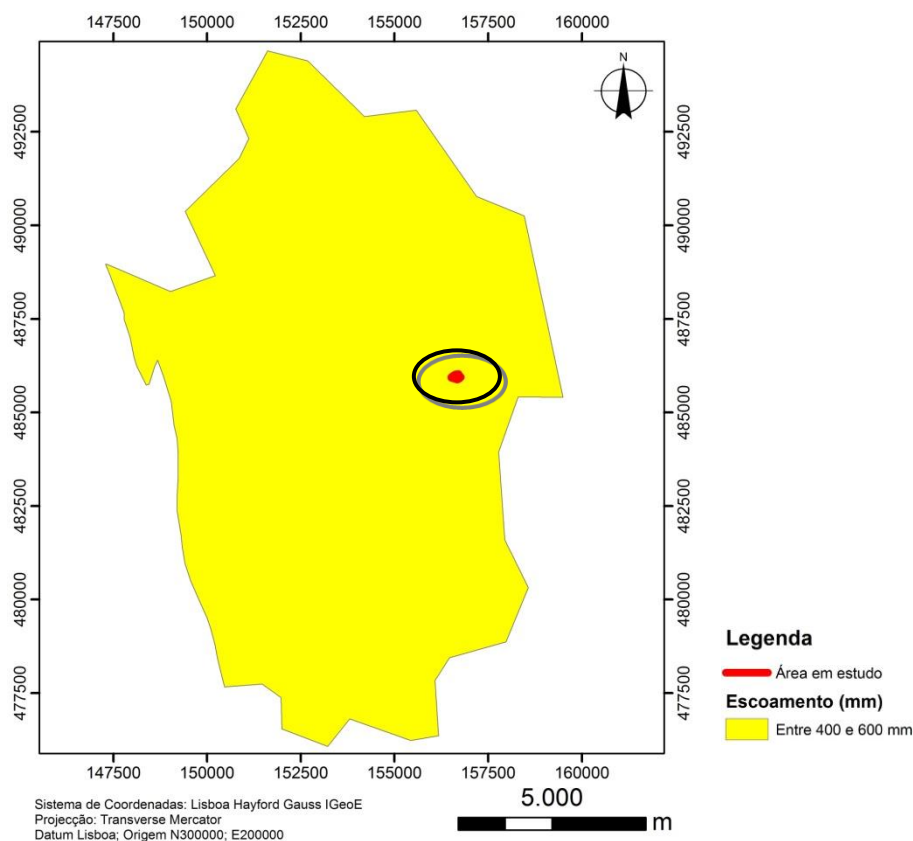 147500 150000 152500 155000 157500 160000
N
492500 492500
490000 490000
487500 487500
485000 485000
482500 482500
480000 480000
477500 477500
147500 150000 152500 155000 157500 160000
Legenda
Área em estudo
Escoamento (mm)
Entre 400 e 600 mm
Sistema de Coordenadas: Lisboa Hayford Gauss IGeoE
Projecção: Transverse Mercator
Datum Lisboa; Origem N300000; E200000
5.000
m